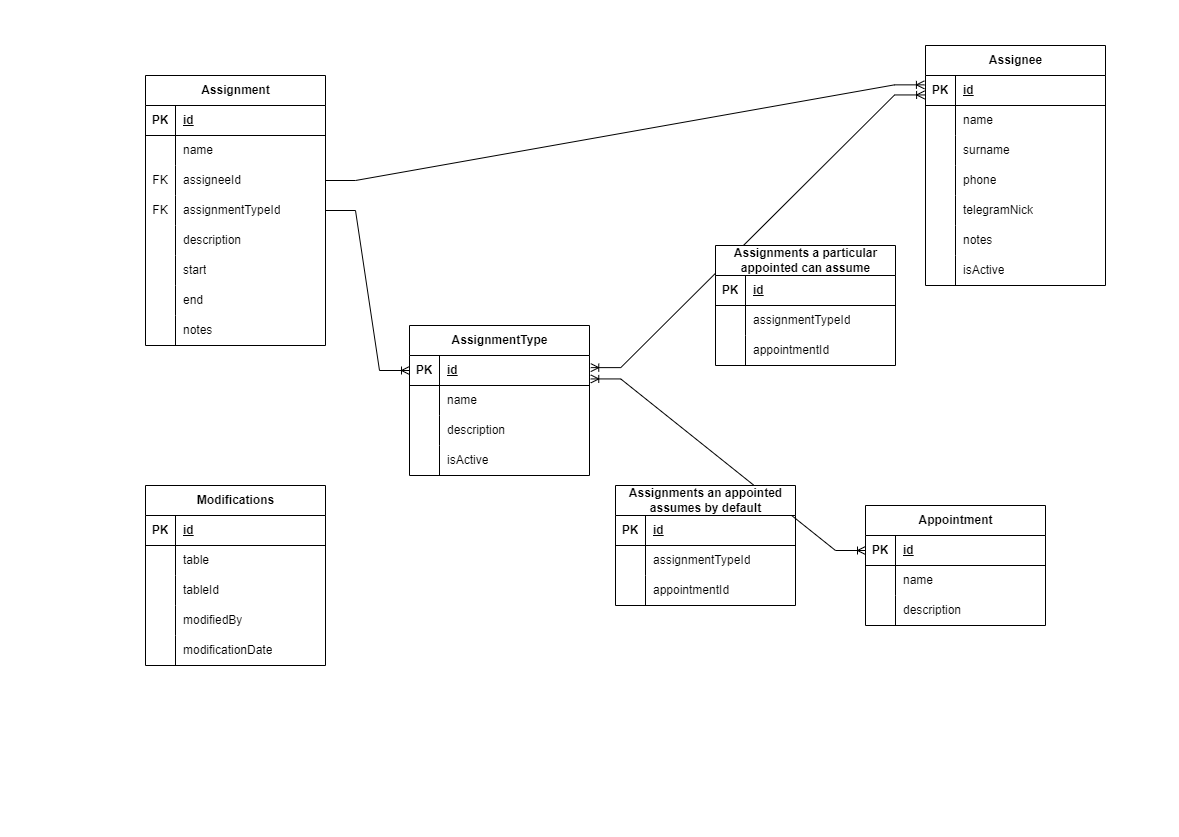 Assignment
PK id
name
FK assigneeId
FK assignmentTypeId
description
start
end
notes
Assignee
PK id
name
surname
phone
telegramNick
notes
isActive
Assignments a particular
appointed can assume
PK id
assignmentTypeId
appointmentId
AssignmentType
PK id
name
description
isActive
Modifications
PK id
table
tableId
modifiedBy
modificationDate
Assignments an appointed
assumes by default
PK id
assignmentTypeId
appointmentId
Appointment
PK id
name
description